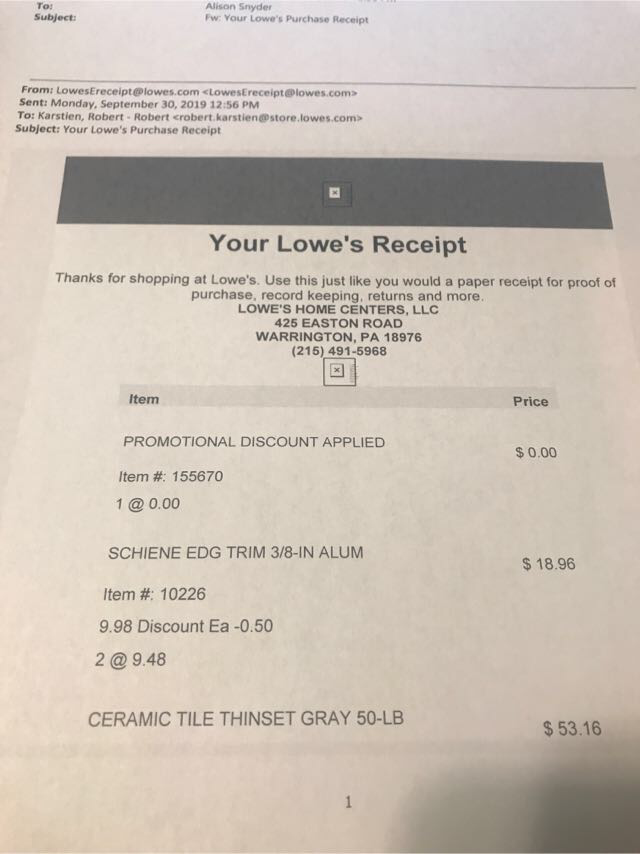 To: Alison Snyder
Subject: Fw: Your Lowe's Purchase Receipt
From: LowesEreceipt@lowes.com <LowesEreceipt@lowes.com>
Sent: Monday, September 30, 2019 12:56 PM
To: Karstien, Robert - Robert <robert.karstien@store.lowes.com>
Subject: Your Lowe's Purchase Receipt
Your Lowe's Receipt
Thanks for shopping at Lowe's. Use this just like you would a paper receipt for proof of
purchase, record keeping, returns and more.
LOWE'S HOME CENTERS, LLC
425 EASTON ROAD
WARRINGTON, PA 18976
(215) 491-5968
Item Price
PROMOTIONAL DISCOUNT APPLIED $ 0.00
Item #: 155670
1 @ 0.00
SCHIENE EDG TRIM 3/8-IN ALUM $ 18.96
Item #: 10226
9.98 Discount Ea -0.50
2 @ 9.48
CERAMIC TILE THINSET GRAY 50-LB $ 53.16
1